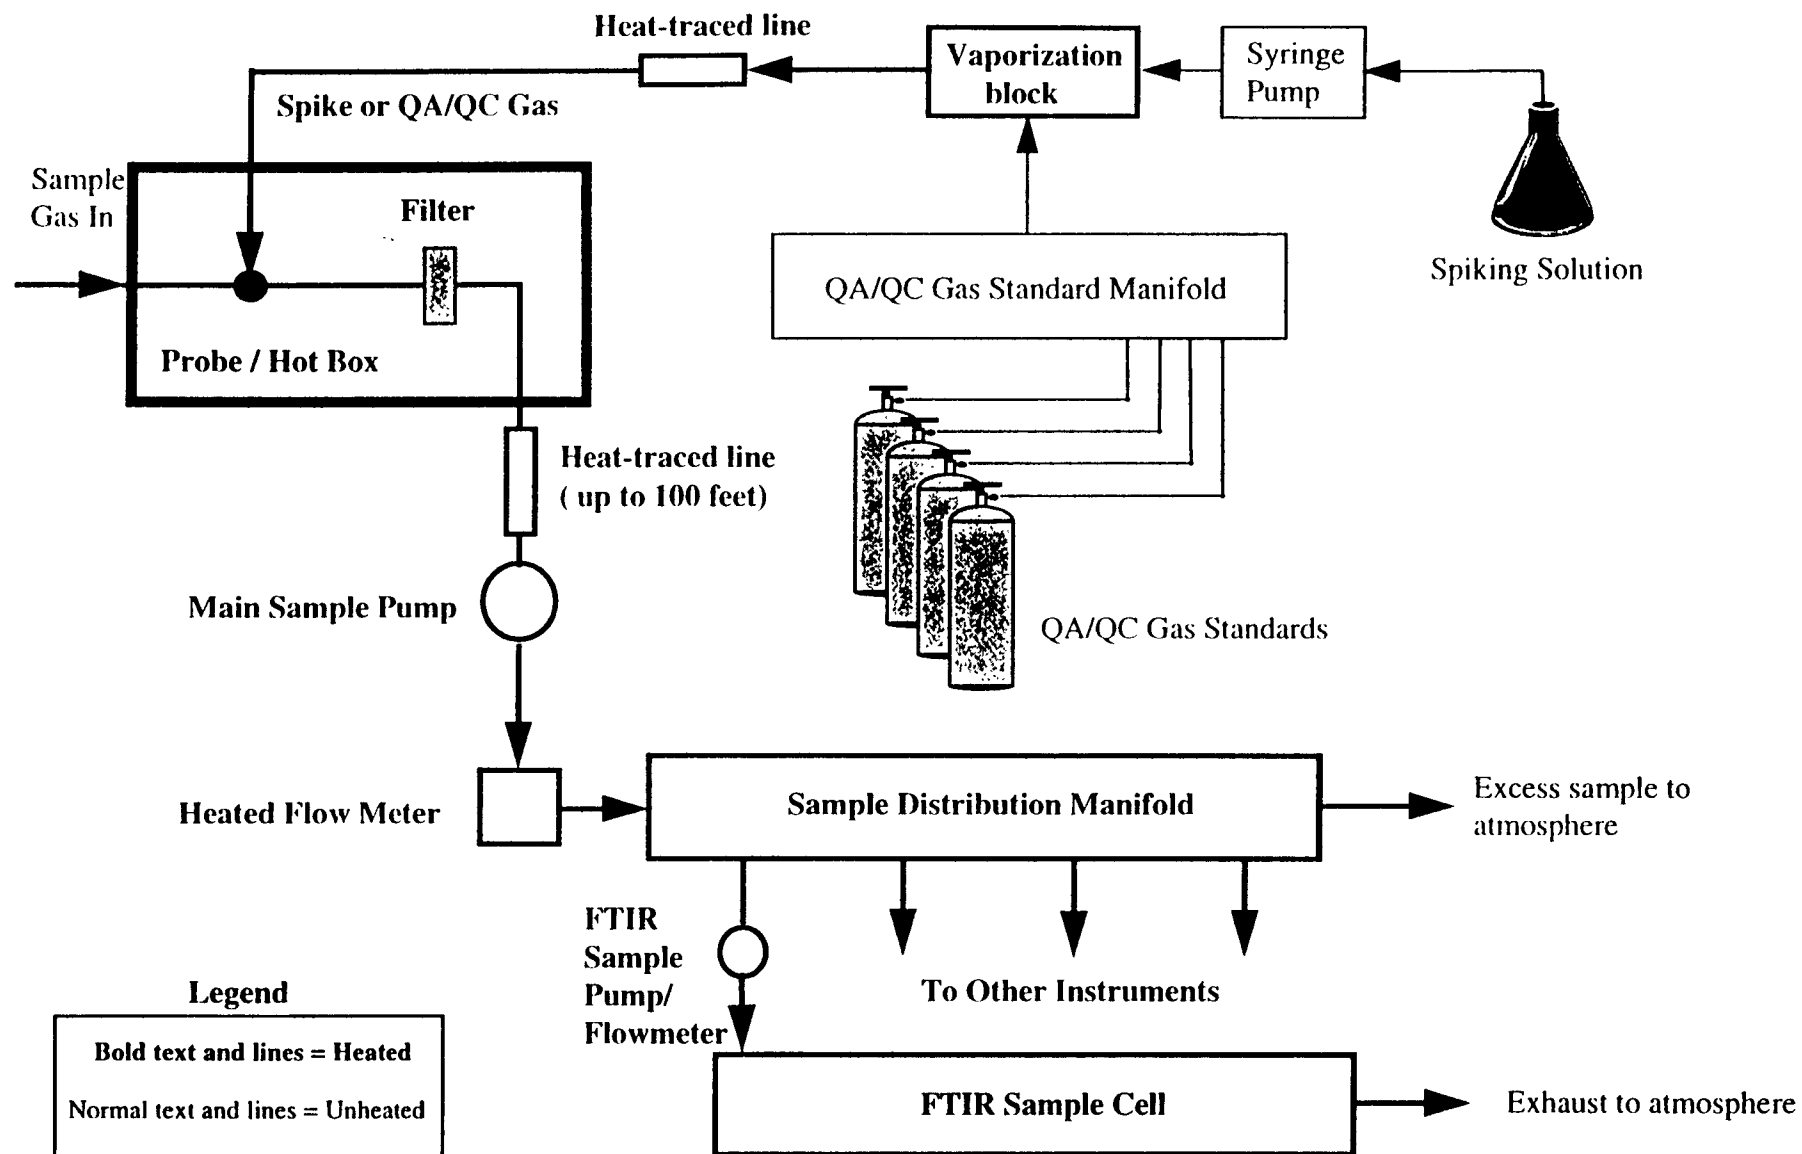 Heat-traced line
Vaporization
block
Syringe
Pump
Spike or QA/QC Gas
Sample
Gas In
Filter
Probe / Hot Box
QA/QC Gas Standard Manifold
Spiking Solution
Heat-traced line
( up to 100 feet)
Main Sample Pump
QA/QC Gas Standards
Heated Flow Meter
Sample Distribution Manifold
Excess sample to
atmosphere
FTIR
Sample
Pump/
Flowmeter
To Other Instruments
Legend
Bold text and lines = Heated
Normal text and lines = Unheated
FTIR Sample Cell
Exhaust to atmosphere